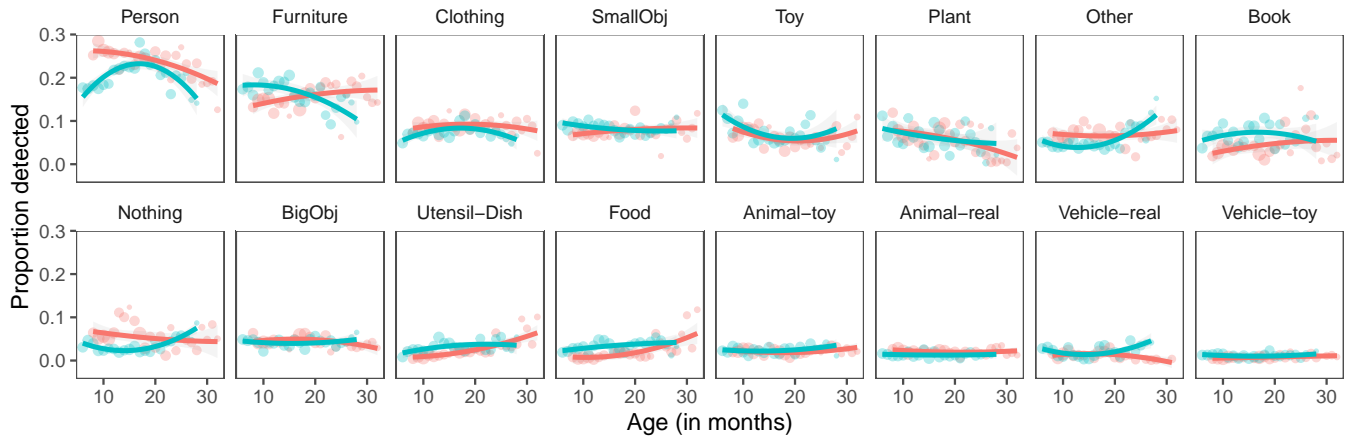 Person Furniture Clothing SmallObj Toy Plant Other Book
0.3
0.2
0.1
0.0
Nothing BigObj Utensil−Dish Food Animal−toy Animal−real Vehicle−real Vehicle−toy
0.3
0.2
0.1
0.0
10 20 30 10 20 30 10 20 30 10 20 30 10 20 30 10 20 30 10 20 30 10 20 30
Age (in months)
Proportion detected